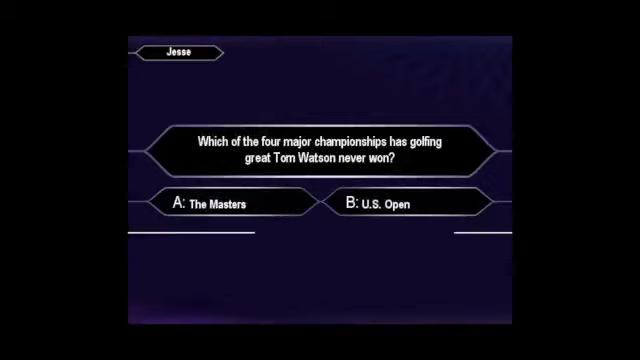 Jesse
Which of the four major championships has golfing
great Tom Watson never won?
A: The Masters
B: U.S. Open